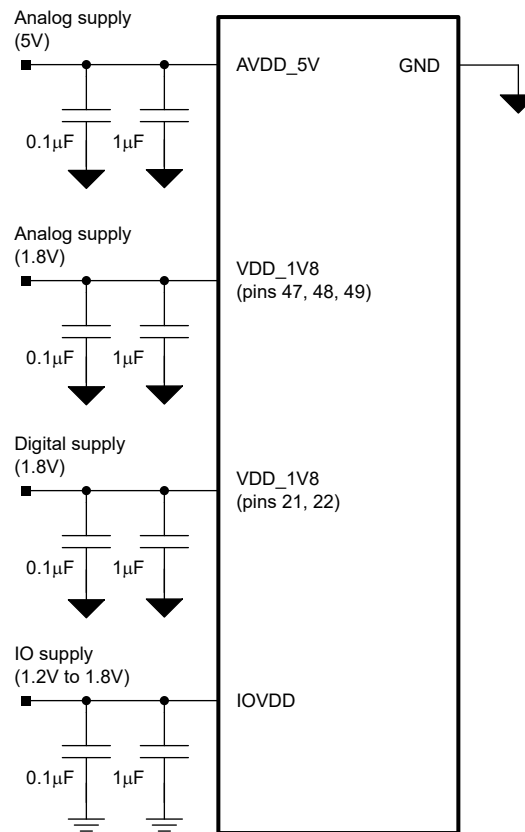 Analog supply
(5V)
AVDD_5V
GND
0.1μF
1μF
Analog supply
(1.8V)
VDD_1V8
(pins 47, 48, 49)
0.1μF
1μF
Digital supply
(1.8V)
VDD_1V8
(pins 21, 22)
0.1μF
1μF
IO supply
(1.2V to 1.8V)
IOVDD
0.1μF
1μF